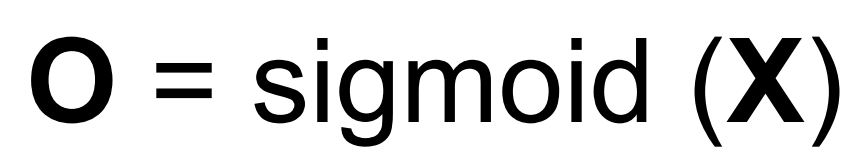 O = sigmoid (X)